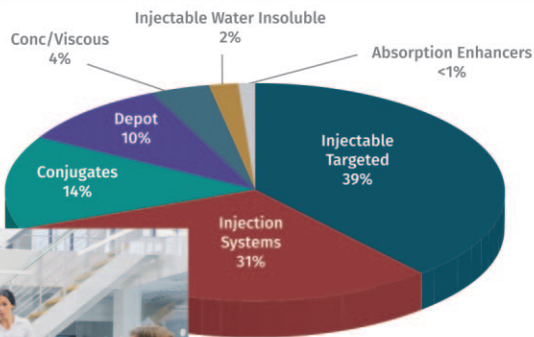 Injectable Water Insoluble
2%
Conc/Viscous
4%
Absorption Enhancers
<1%
Depot
10%
Injectable
Targeted
39%
Conjugates
14%
Injection
Systems
31%